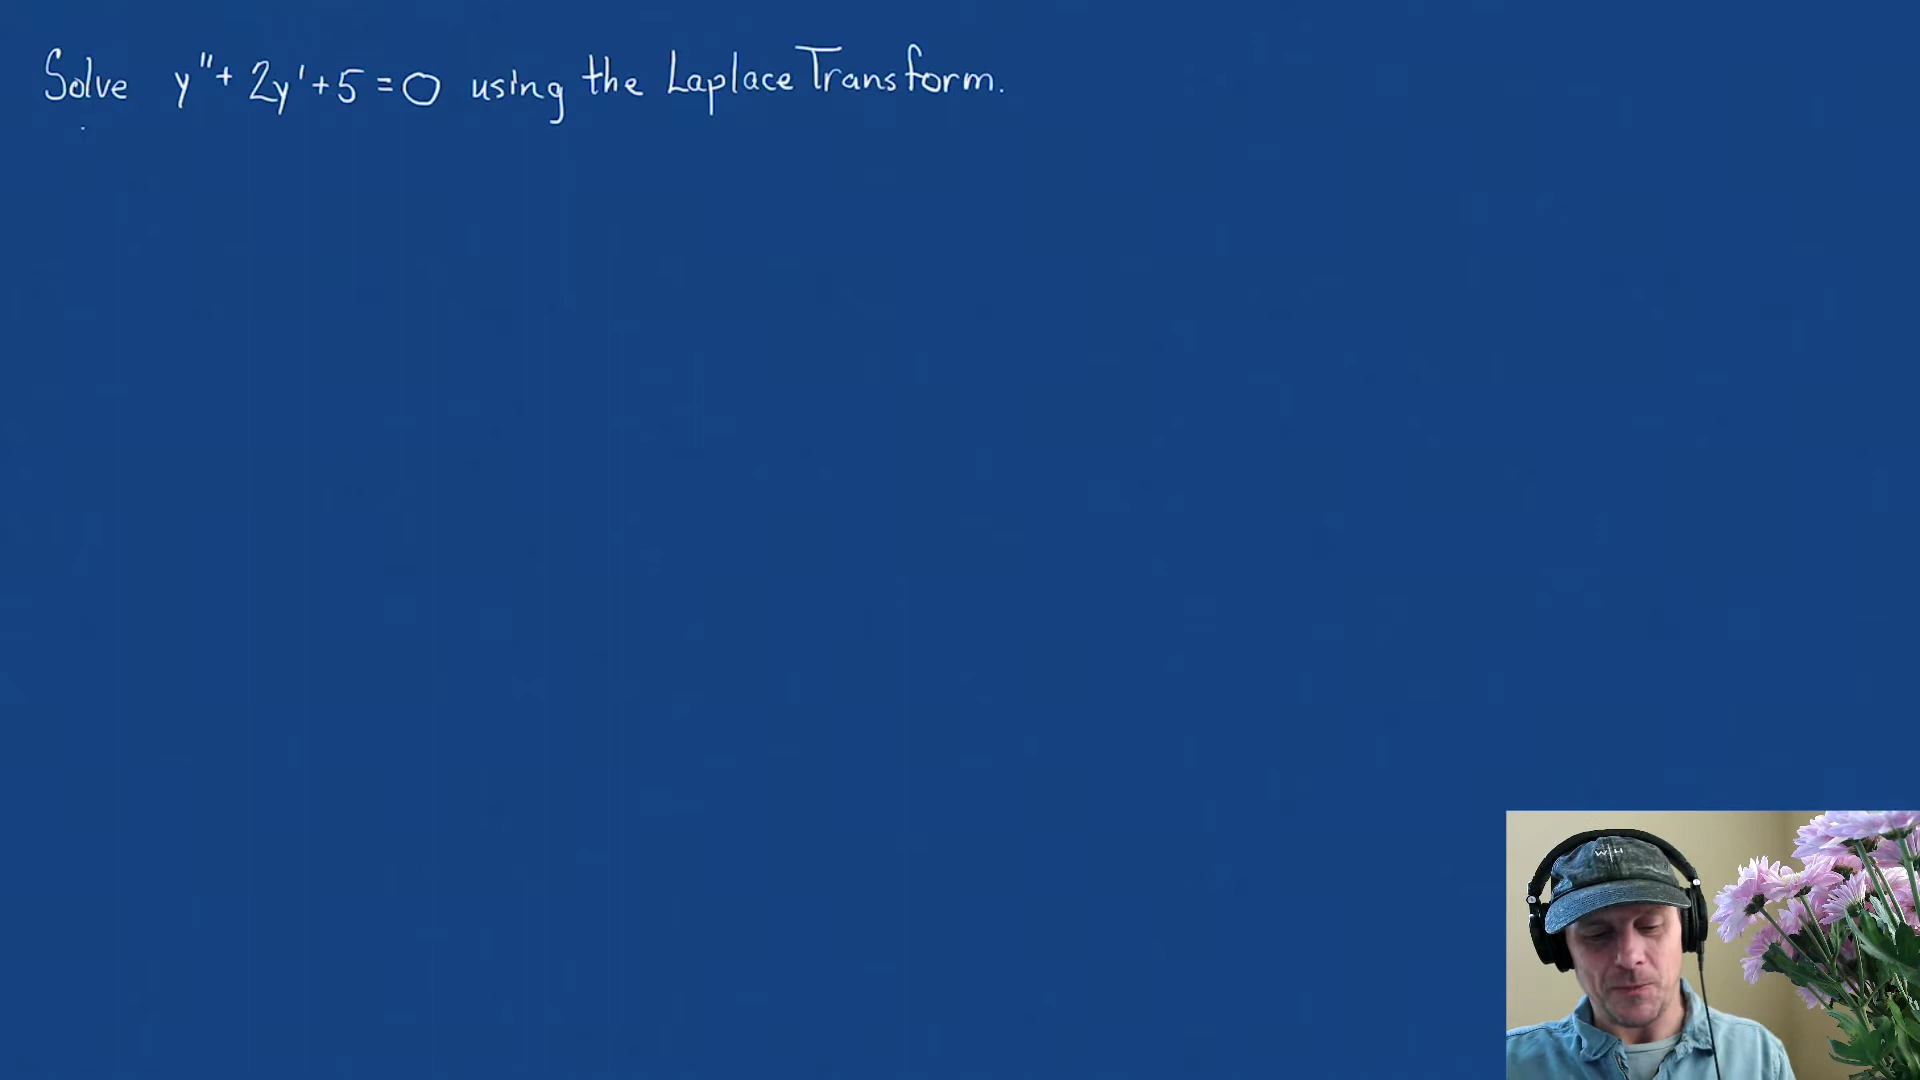 Solve y'' + 2y' + 5 = 0 using the Laplace Transform.
W H